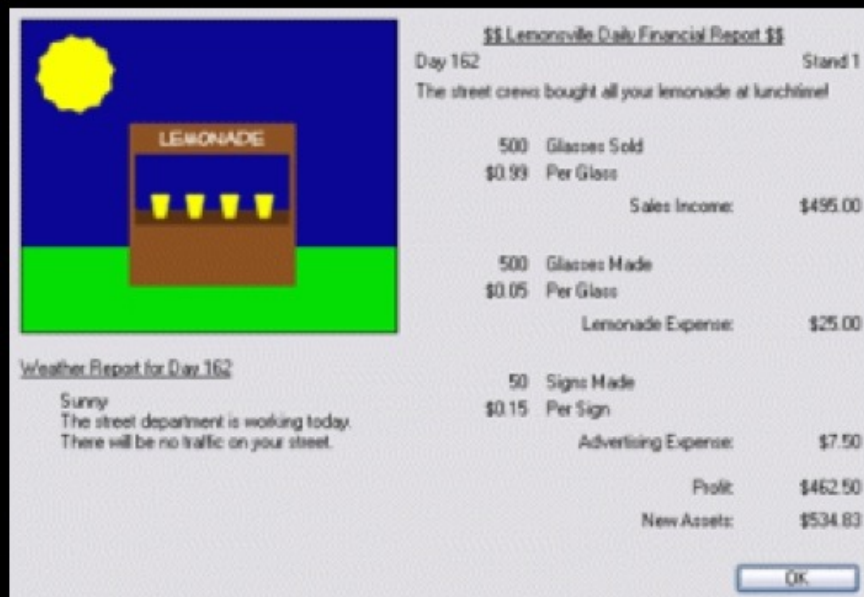 LEMONADE
Weather Report for Day 162
Sunny
The street department is working today.
There will be no traffic on your street.
$$ Lemonsville Daily Financial Report $$
Day 162 Stand 1
The street crews bought all your lemonade at lunchtime!
500 Glasses Sold
$0.99 Per Glass
Sales Income: $495.00
500 Glasses Made
$0.05 Per Glass
Lemonade Expense: $25.00
50 Signs Made
$0.15 Per Sign
Advertising Expense: $7.50
Profit: $462.50
New Assets: $534.83
OK